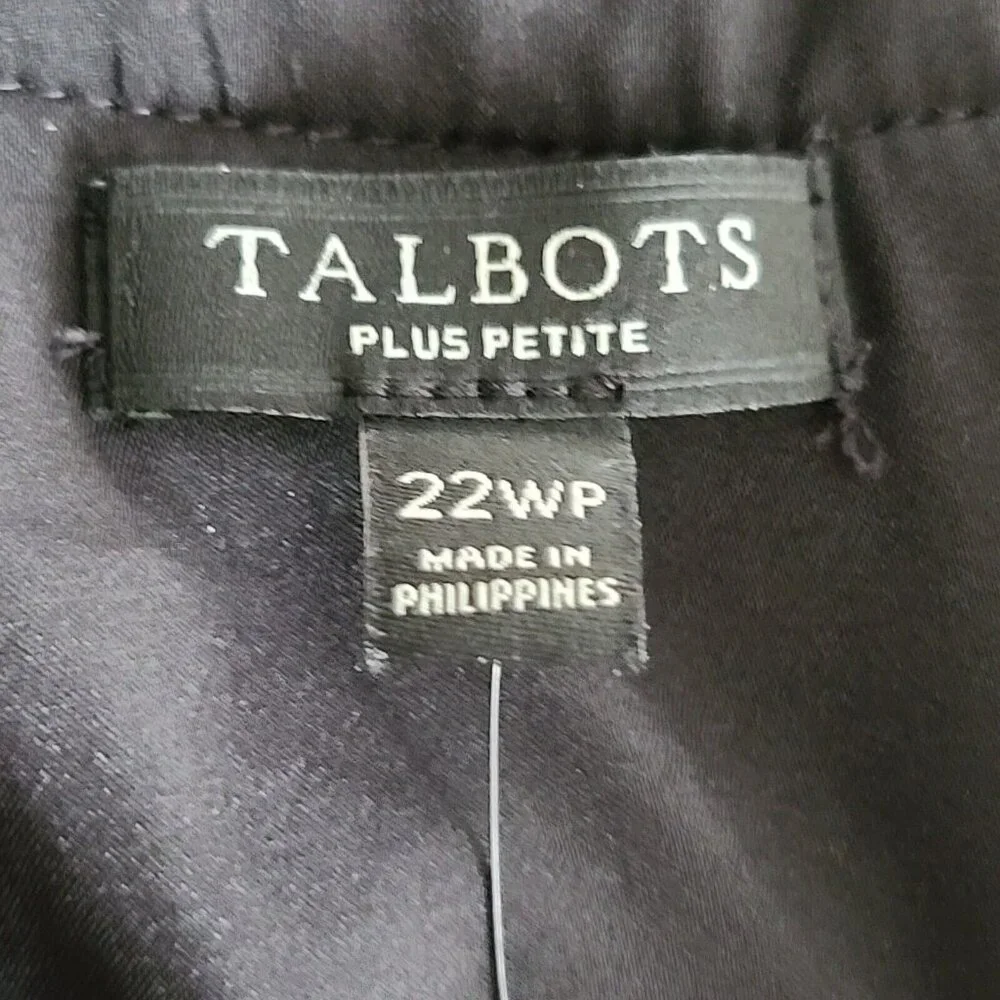 TALBOTS
PLUS PETITE
22WP
MADE IN
PHILIPPINES